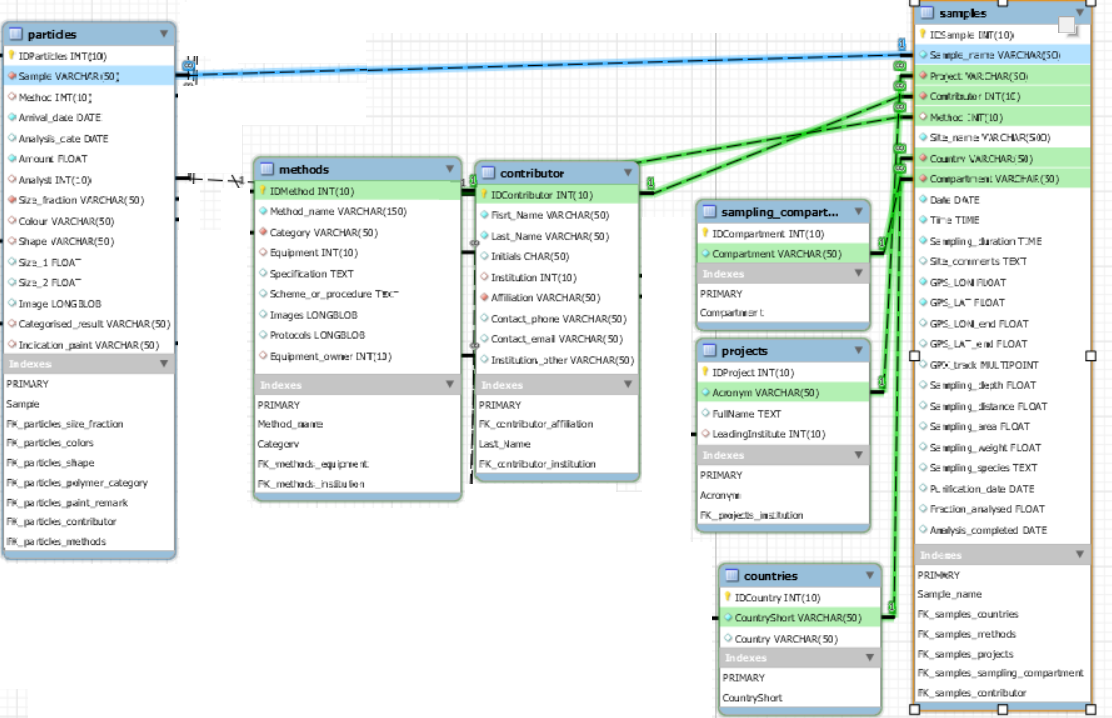 particles
IDParticles INT(10)
Sample VARCHAR(50)
Method INT(10)
Arrival_date DATE
Analysis_cate DATE
Amount FLOAT
Analyst INT(10)
Size_fraction VARCHAR(50)
Colour VARCHAR(50)
Shape VARCHAR(50)
Size_1 FLOAT
Size_2 FLOAT
Image LONGBLOB
Categorised_result VARCHAR(50)
Incication_paint VARCHAR(50)
Indexes
PRIMARY
Sample
FK_particles_size_fraction
FK_particles_colors
FK_particles_shape
FK_particles_polymer_category
FK_particles_paint_remark
FK_particles_contributor
FK_particles_methods
methods
IDMethod INT(10)
Method_name VARCHAR(150)
Category VARCHAR(50)
Equipment INT(10)
Specification TEXT
Scheme_or_procedure TEXT
Images LONGBLOB
Protocols LONGBLOB
Equipment_owner INT(10)
Indexes
PRIMARY
Method_name
Category
FK_methods_equipment
FK_methods_institution
contributor
IDContributor INT(10)
Fisrt_Name VARCHAR(50)
Last_Name VARCHAR(50)
Initials CHAR(50)
Institution INT(10)
Affiliation VARCHAR(50)
Contact_phone VARCHAR(50)
Contact_email VARCHAR(50)
Institution_other VARCHAR(50)
Indexes
PRIMARY
FK_contributor_affiliation
Last_Name
FK_contributor_institution
sampling_compart...
IDCompartment INT(10)
Compartment VARCHAR(50)
Indexes
PRIMARY
Compartment
projects
IDProject INT(10)
Acronym VARCHAR(50)
FullName TEXT
LeadingInstitute INT(10)
Indexes
PRIMARY
Acronym
FK_projects_institution
countries
IDCountry INT(10)
CountryShort VARCHAR(50)
Country VARCHAR(50)
Indexes
PRIMARY
CountryShort
samples
IDSample INT(10)
Sample_name VARCHAR(50)
Project VARCHAR(50)
Contributor INT(10)
Method INT(10)
Site_name VARCHAR(500)
Country VARCHAR(50)
Compartment VARCHAR(50)
Date DATE
Time TIME
Sampling_duration TIME
Site_comments TEXT
GPS_LON FLOAT
GPS_LAT FLOAT
GPS_LON_end FLOAT
GPS_LAT_end FLOAT
GPX_track MULTIPOINT
Sampling_depth FLOAT
Sampling_distance FLOAT
Sampling_area FLOAT
Sampling_weight FLOAT
Sampling_species TEXT
Purification_date DATE
Fraction_analysed FLOAT
Analysis_completed DATE
Indexes
PRIMARY
Sample_name
FK_samples_countries
FK_samples_methods
FK_samples_projects
FK_samples_sampling_compartment
FK_samples_contributor